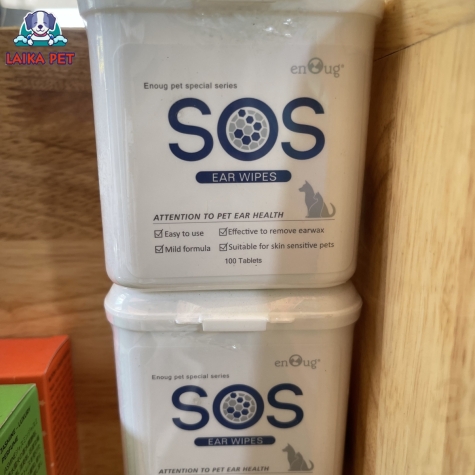 LAIKA PET
enoug®
Enoug pet special series
SOS
EAR WIPES
ATTENTION TO PET EAR HEALTH
☑ Easy to use ☑ Effective to remove earwax
☑ Mild formula ☑ Suitable for skin sensitive pets
100 Tablets
enoug®
Enoug pet special series
SOS
EAR WIPES
ATTENTION TO PET EAR HEALTH